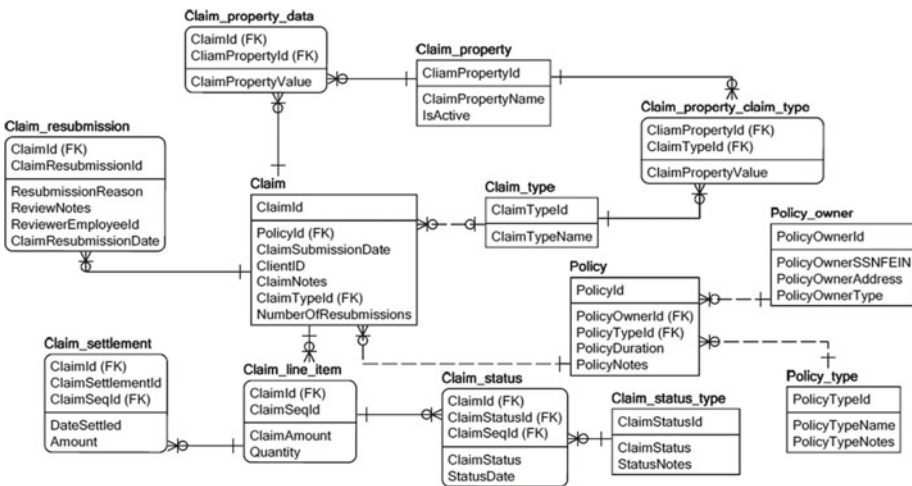 Claim_property_data
ClaimId (FK)
CliamPropertyId (FK)
ClaimPropertyValue
Claim_property
CliamPropertyId
ClaimPropertyName
IsActive
Claim_property_claim_type
CliamPropertyId (FK)
ClaimTypeId (FK)
ClaimPropertyValue
Claim_resubmission
ClaimId (FK)
ClaimResubmissionId
ResubmissionReason
ReviewNotes
ReviewerEmployeeId
ClaimResubmissionDate
Claim
ClaimId
PolicyId (FK)
ClaimSubmissionDate
ClientID
ClaimNotes
ClaimTypeId (FK)
NumberOfResubmissions
Claim_type
ClaimTypeId
ClaimTypeName
Policy_owner
PolicyOwnerId
PolicyOwnerSSNFEIN
PolicyOwnerAddress
PolicyOwnerType
Policy
PolicyId
PolicyOwnerId (FK)
PolicyTypeId (FK)
PolicyDuration
PolicyNotes
Claim_settlement
ClaimId (FK)
ClaimSettlementId
ClaimSeqId (FK)
DateSettled
Amount
Claim_line_item
ClaimId (FK)
ClaimSeqId
ClaimAmount
Quantity
Claim_status
ClaimId (FK)
ClaimStatusId (FK)
ClaimSeqId (FK)
ClaimStatus
StatusDate
Claim_status_type
ClaimStatusId
ClaimStatus
StatusNotes
Policy_type
PolicyTypeId
PolicyTypeName
PolicyTypeNotes